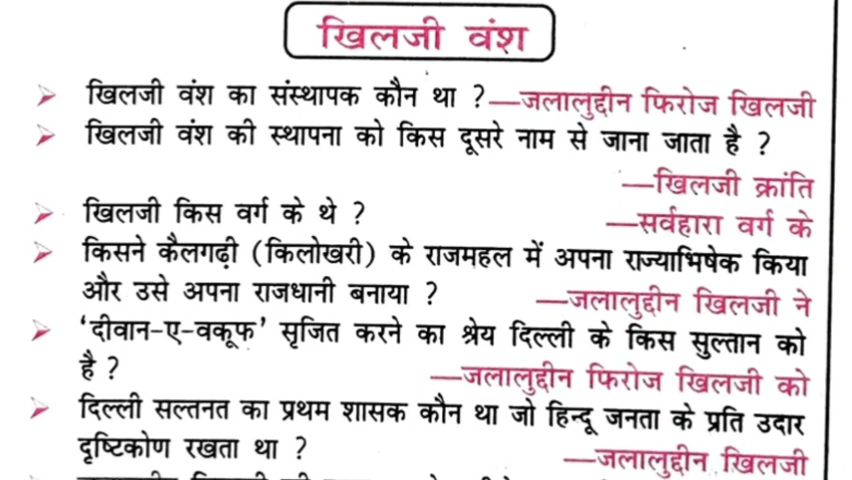 खिलजी वंश
खिलजी वंश का संस्थापक कौन था ?—जलालुद्दीन फिरोज खिलजी
खिलजी वंश की स्थापना को किस दूसरे नाम से जाना जाता है ?
—खिलजी क्रांति
खिलजी किस वर्ग के थे ? —सर्वहारा वर्ग के
किसने कैलगढ़ी (किलोखरी) के राजमहल में अपना राज्याभिषेक किया
और उसे अपना राजधानी बनाया ? —जलालुद्दीन खिलजी ने
‘दीवान-ए-वकूफ’ सृजित करने का श्रेय दिल्ली के किस सुल्तान को
है ? —जलालुद्दीन फिरोज खिलजी को
दिल्ली सल्तनत का प्रथम शासक कौन था जो हिन्दू जनता के प्रति उदार
दृष्टिकोण रखता था ? —जलालुद्दीन खिलजी